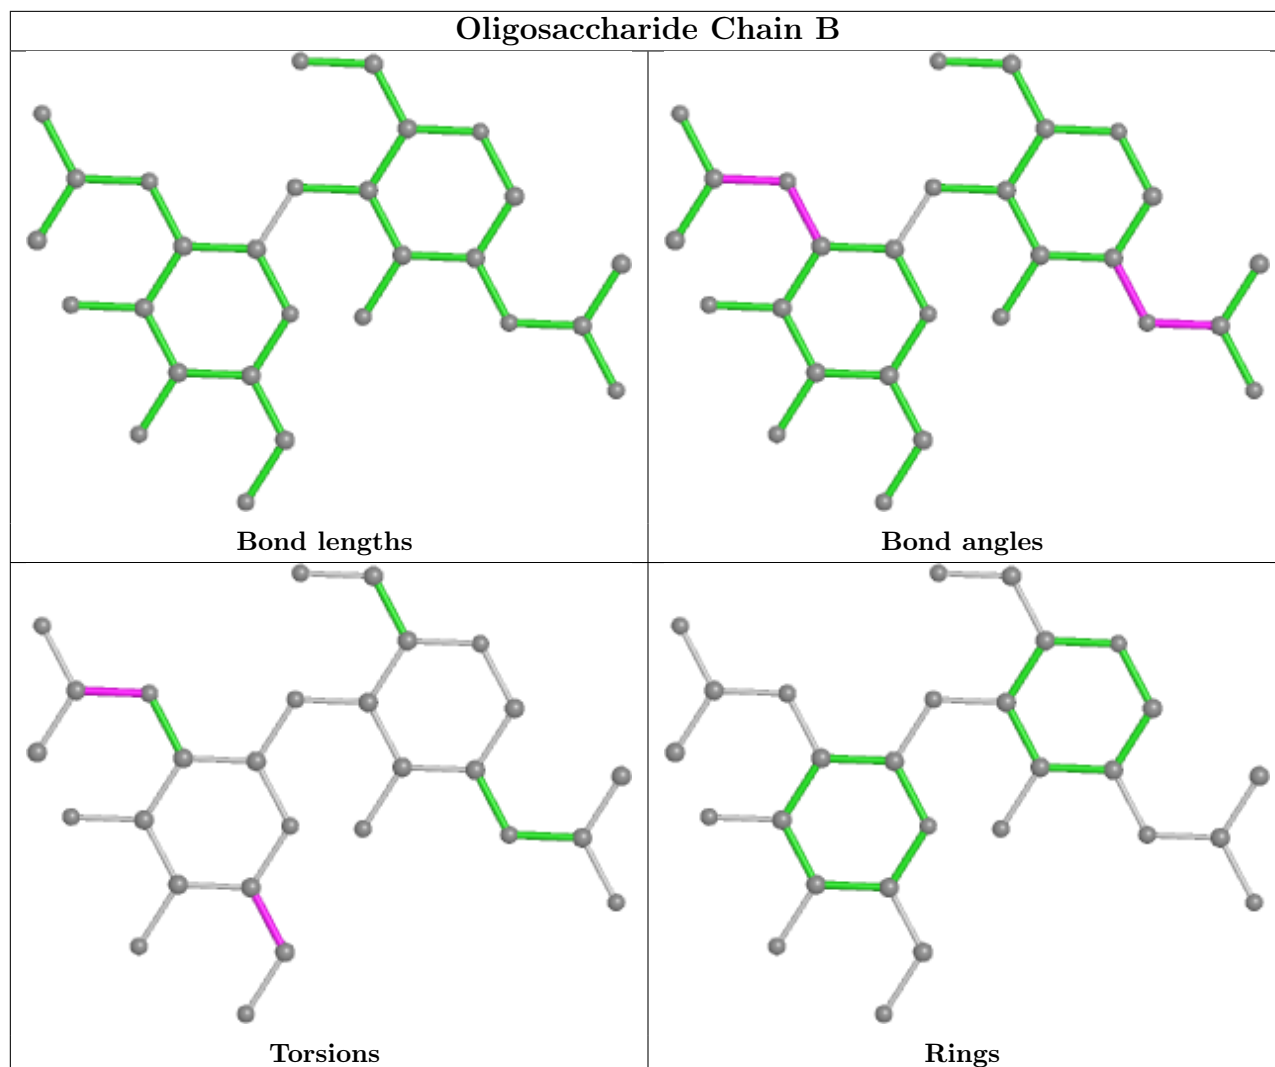 Oligosaccharide Chain B
Bond lengths
Bond angles
Torsions
Rings